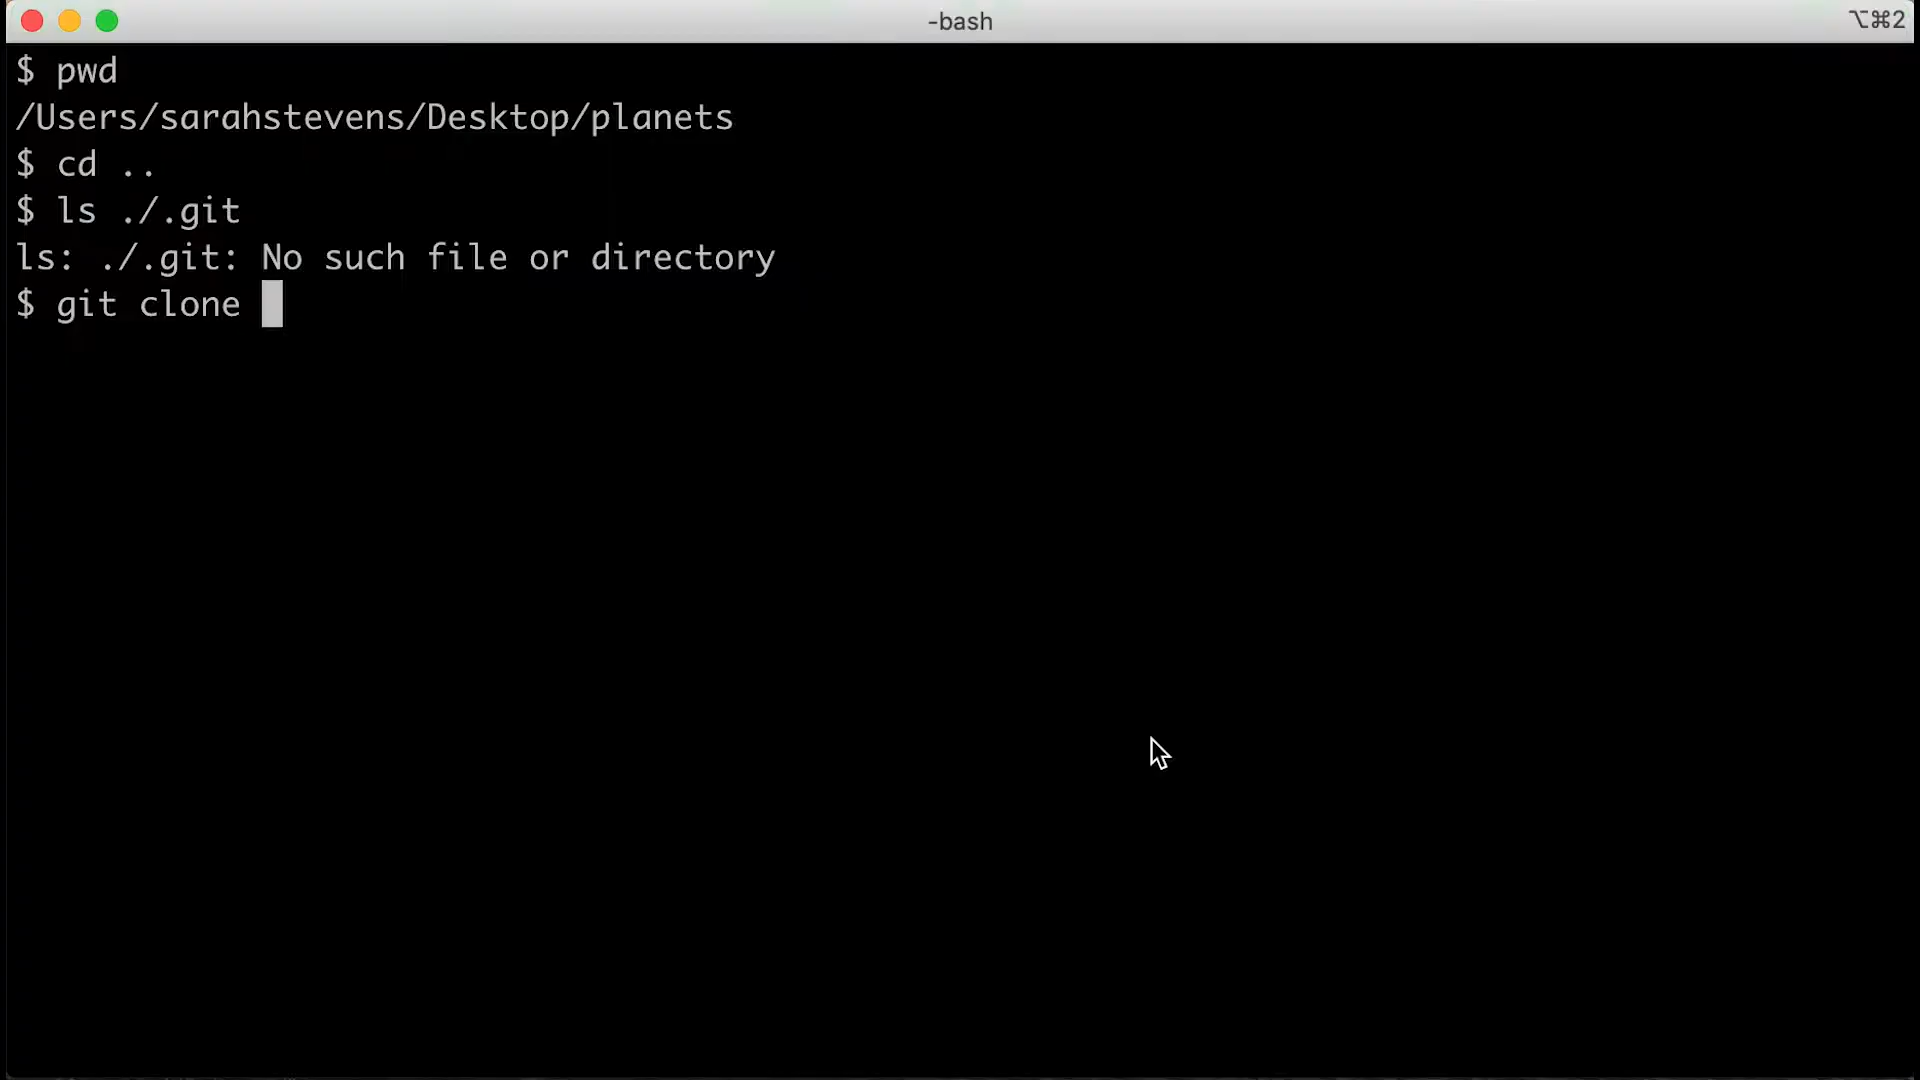 -bash
⌥⌘2
$ pwd
/Users/sarahstevens/Desktop/planets
$ cd ..
$ ls ./.git
ls: ./.git: No such file or directory
$ git clone